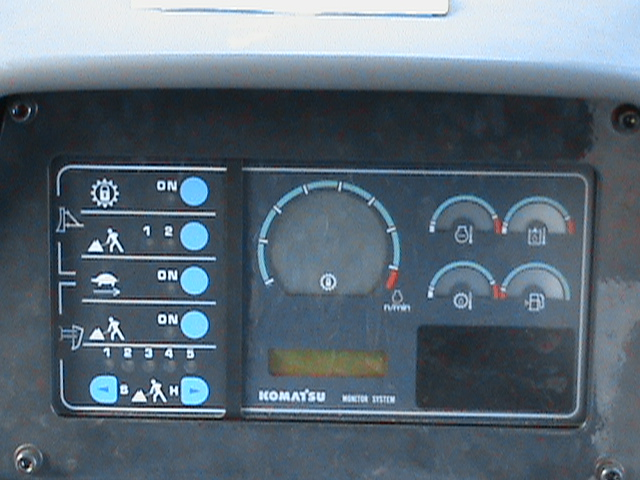 ON
1 2
ON
ON
1 2 3 4 5
S H
n/min
KOMATSU MONITOR SYSTEM